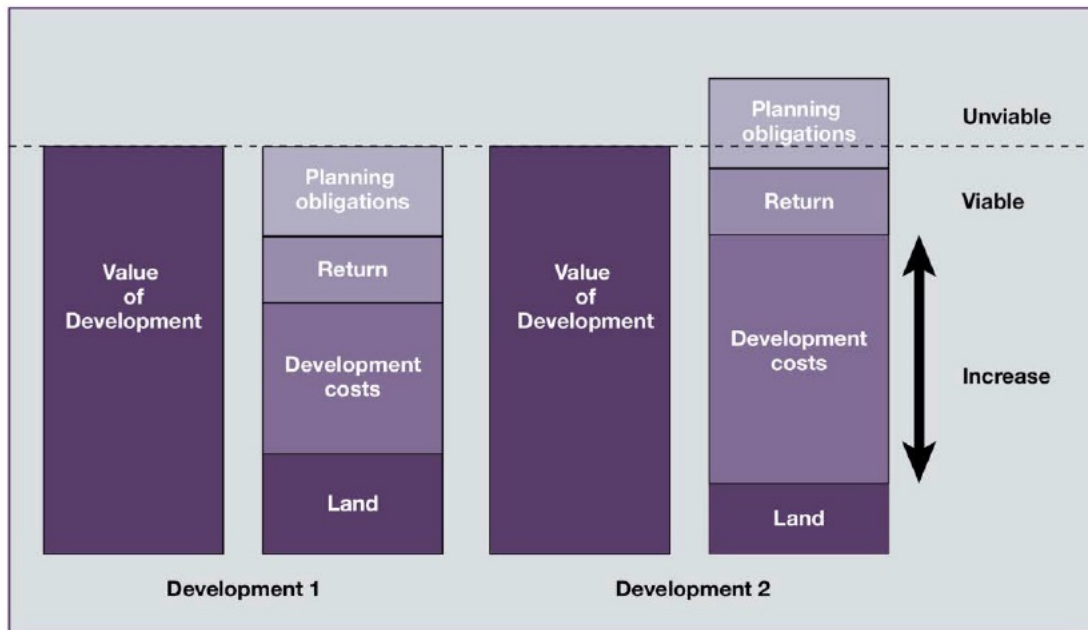 Value
of
Development
Planning
obligations
Return
Development
costs
Land
Development 1
Value
of
Development
Planning
obligations
Return
Development
costs
Land
Development 2
Unviable
Viable
Increase